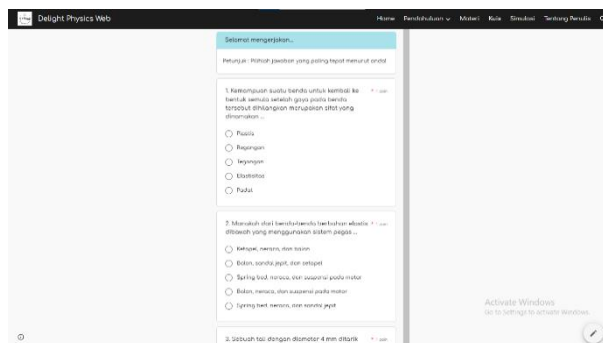 Delight Physics Web
Home Pendahuluan Materi Kuis Simulasi Tentang Penulis
Selamat mengerjakan...
Petunjuk : Pilihlah jawaban yang paling tepat menurut anda!
1. Kemampuan suatu benda untuk kembali ke
bentuk semula setelah gaya pada benda
tersebut dihilangkan merupakan sifat yang
dinamakan ...
Plastis
Regangan
Tegangan
Elastisitas
Padat
2. Manakah dari benda-benda berbahan elastis
dibawah yang menggunakan sistem pegas ...
Ketapel, neraca, dan balon
Balon, sandal jepit, dan ketapel
Spring bed, neraca, dan suspensi pada motor
Balon, neraca, dan suspensi pada motor
Spring bed, neraca, dan sandal jepit
3. Sebuah tali dengan diameter 4 mm ditarik
Activate Windows
Go to Settings to activate Windows.